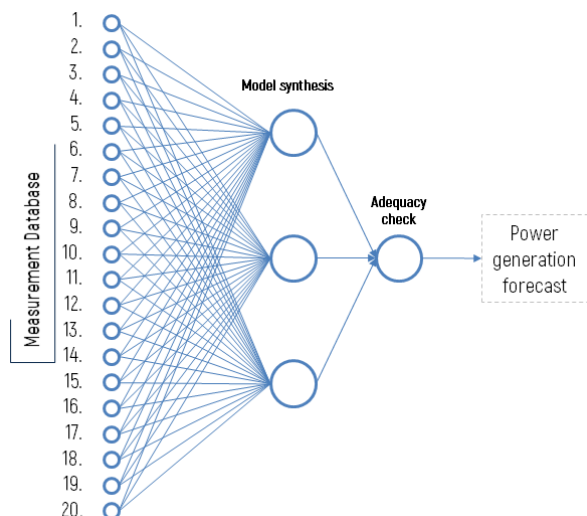 1.
2.
3.
4.
5.
6.
7.
8.
9.
10.
11.
12.
13.
14.
15.
16.
17.
18.
19.
20.
Measurement Database
Model synthesis
Adequacy
check
Power
generation
forecast